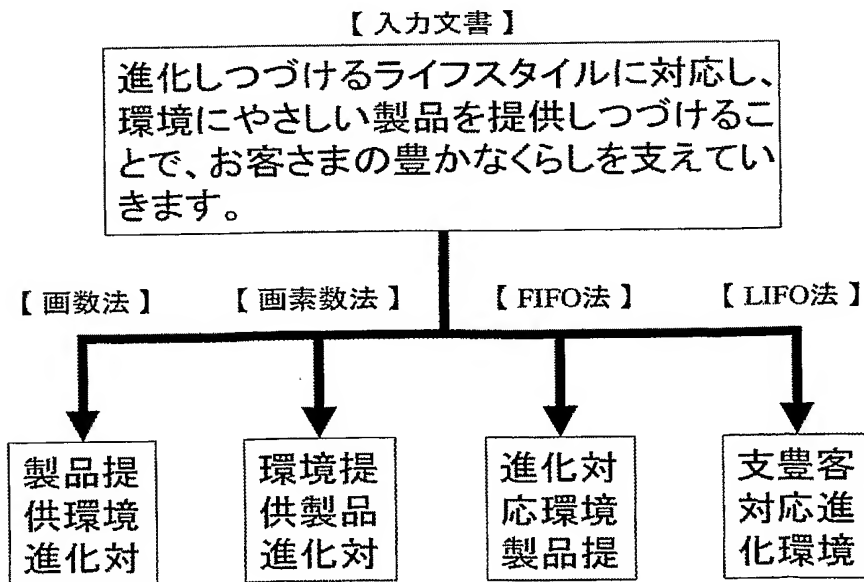 【 入力文書 】
進化しつづけるライフスタイルに対応し、
環境にやさしい製品を提供しつづけるこ
とで、お客さまの豊かなくらしを支えてい
きます。
【 画数法 】
【 画素数法 】
【 FIFO法 】
【 LIFO法 】
製品提
供環境
進化対
環境提
供製品
進化対
進化対
応環境
製品提
支豊客
対応進
化環境